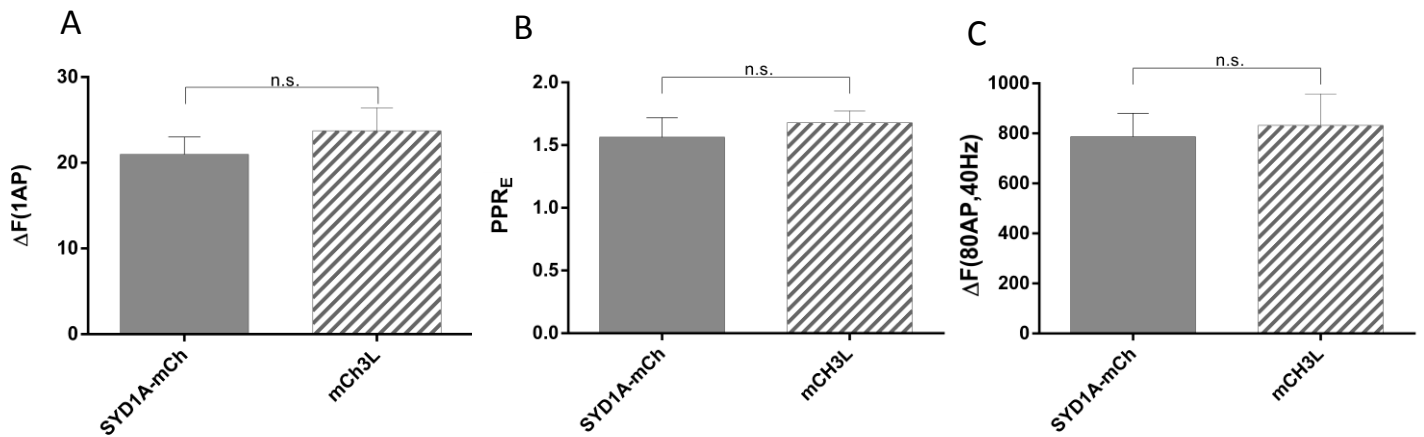 A
ΔF(1AP)
30
20
10
0
n.s.
SYD1A-mCh
mCh3L
B
PPRE
2.0
1.5
1.0
0.5
0.0
n.s.
SYD1A-mCh
mCH3L
C
ΔF(80AP,40Hz)
1000
800
600
400
200
0
n.s.
SYD1A-mCh
mCH3L